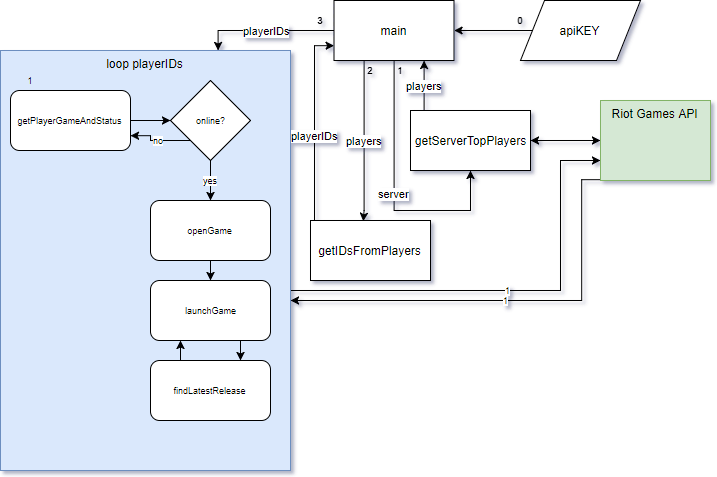 3
0
playerIDs
main
apiKEY
loop playerIDs
2
1
1
players
getPlayerGameAndStatus
online?
Riot Games API
no
playerIDs
players
getServerTopPlayers
yes
server
openGame
getIDsFromPlayers
1
1
launchGame
findLatestRelease